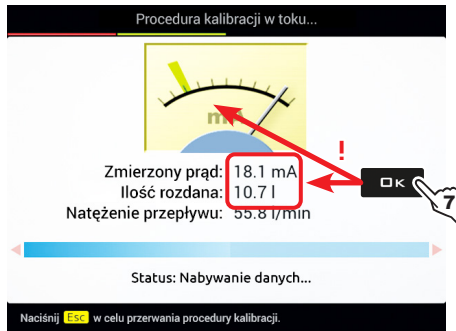 Procedura kalibracji w toku...
mA
!
Zmierzony prąd: 18.1 mA
Ilość rozdana: 10.7 l
OK
7
Natężenie przepływu: 55.8 l/min
Status: Nabywanie danych...
Naciśnij Esc w celu przerwania procedury kalibracji.